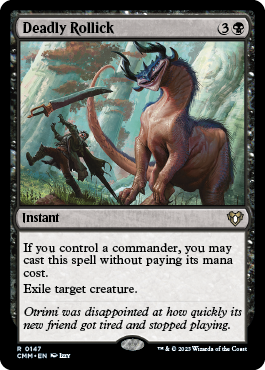 Deadly Rollick 3
Instant
If you control a commander, you may
cast this spell without paying its mana
cost.
Exile target creature.
Otrimi was disappointed at how quickly its
new friend got tired and stopped playing.
R 0147
CMM • EN Izzy
™ & © 2023 Wizards of the Coast